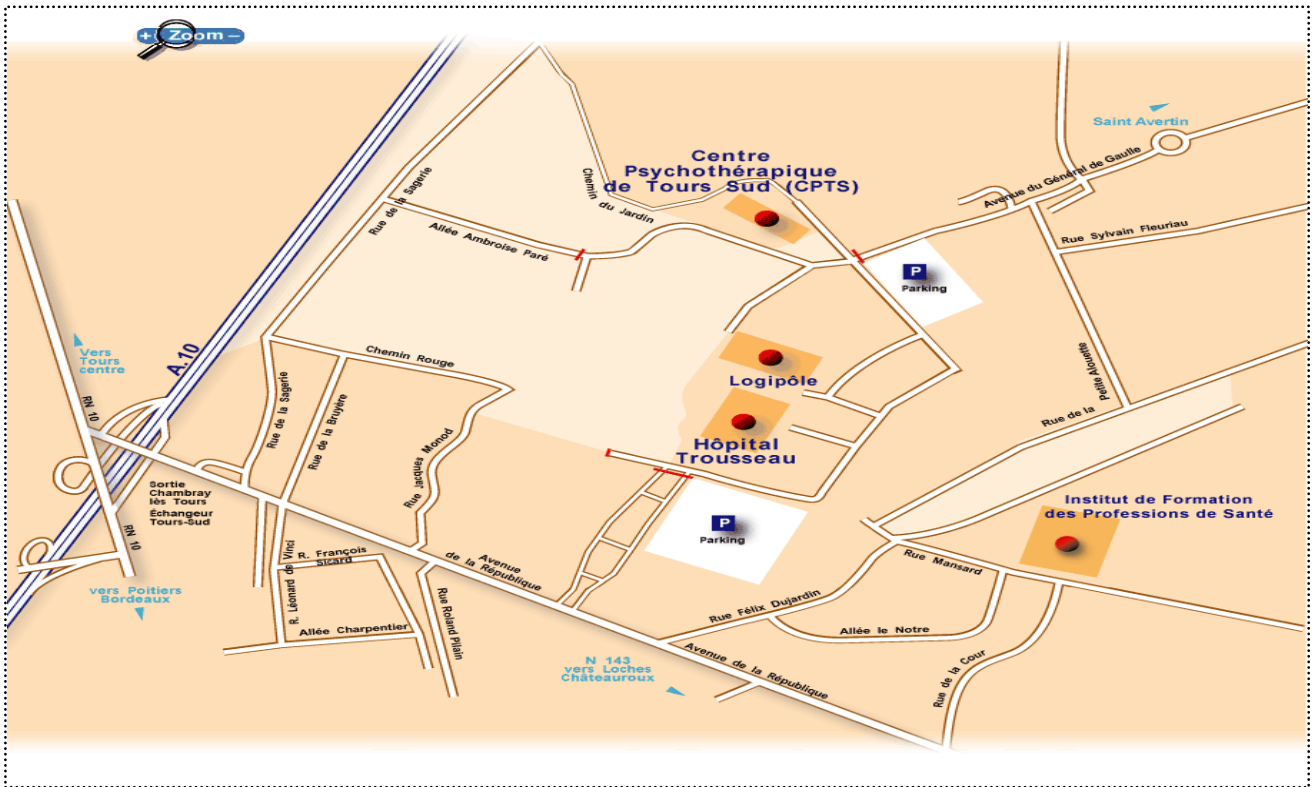 + Zoom –
Saint Avertin
Centre
Psychothérapique
de Tours Sud (CPTS)
Avenue du Général de Gaulle
Chemin
du Jardin
Rue de la Sagerie
Allée Ambroise Paré
Rue Sylvain Fleuriau
P
Parking
Vers
Tours
centre
A.10
Chemin Rouge
Logipôle
Petite Alouette
Rue de la
RN 10
Rue de la Sagerie
Rue de la Bruyère
Rue Jacques Monod
Hôpital
Trousseau
Sortie
Chambray
lès Tours
Échangeur
Tours-Sud
RN 10
P
Parking
Institut de Formation
des Professions de Santé
R. Léonard de Vinci
R. François
Sicard
Avenue
de la République
Rue Mansard
vers Poitiers
Bordeaux
Rue Roland Pilain
Rue Félix Dujardin
Allée Charpentier
Allée le Notre
N 143
vers Loches
Châteauroux
Avenue de la République
Rue de la Cour